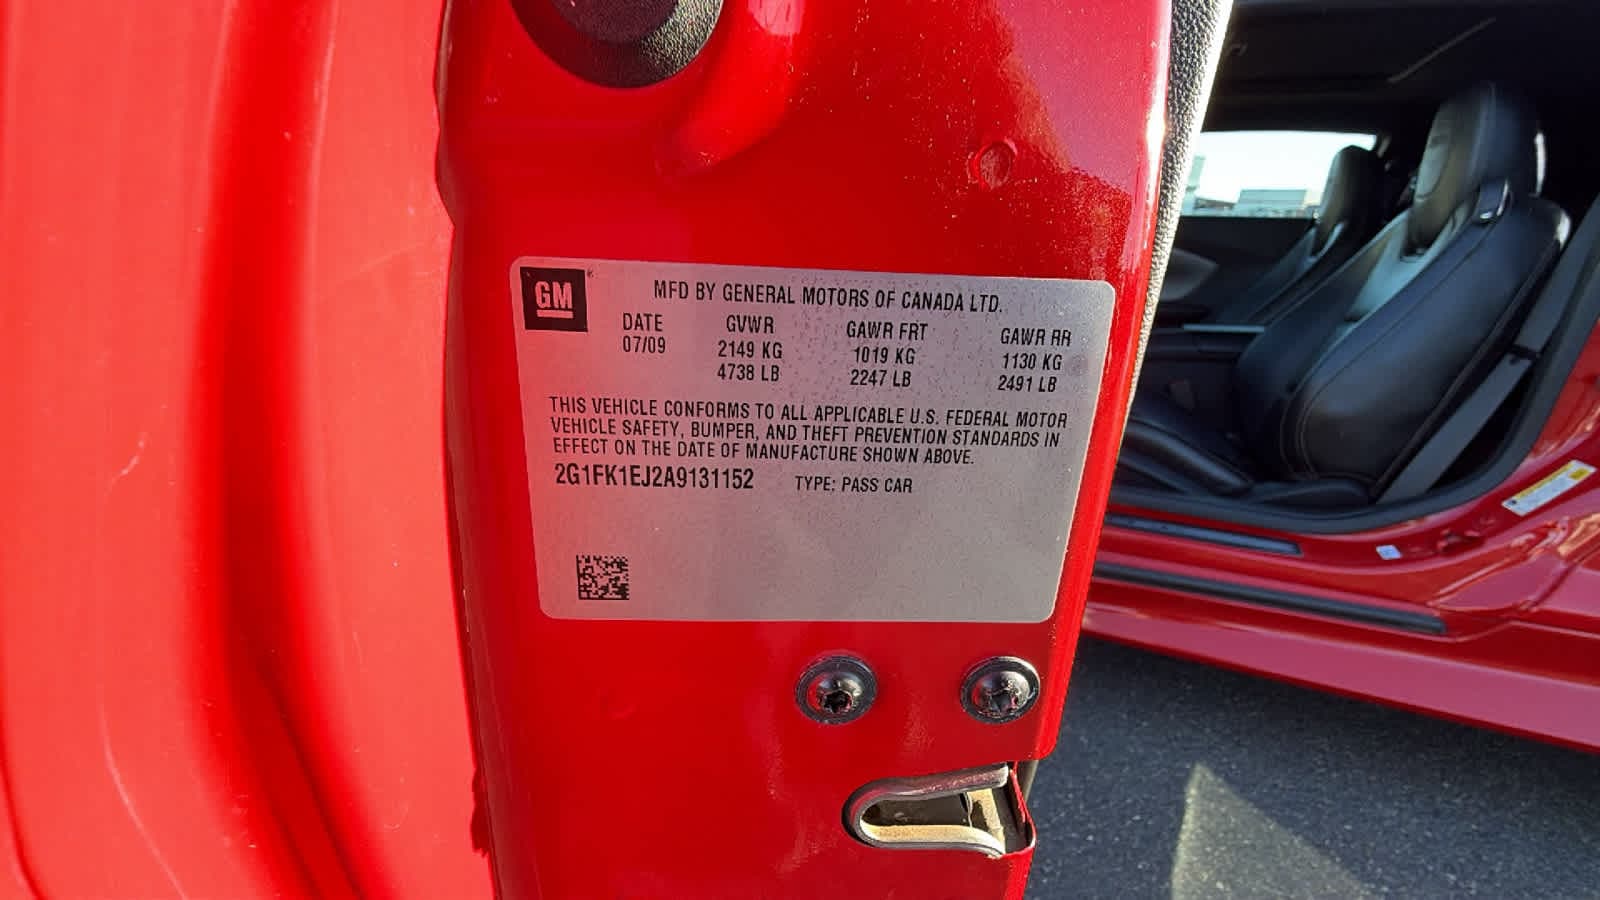 GM®
MFD BY GENERAL MOTORS OF CANADA LTD.
DATE GVWR GAWR FRT GAWR RR
07/09 2149 KG 1019 KG 1130 KG
4738 LB 2247 LB 2491 LB
THIS VEHICLE CONFORMS TO ALL APPLICABLE U.S. FEDERAL MOTOR
VEHICLE SAFETY, BUMPER, AND THEFT PREVENTION STANDARDS IN
EFFECT ON THE DATE OF MANUFACTURE SHOWN ABOVE.
2G1FK1EJ2A9131152 TYPE: PASS CAR